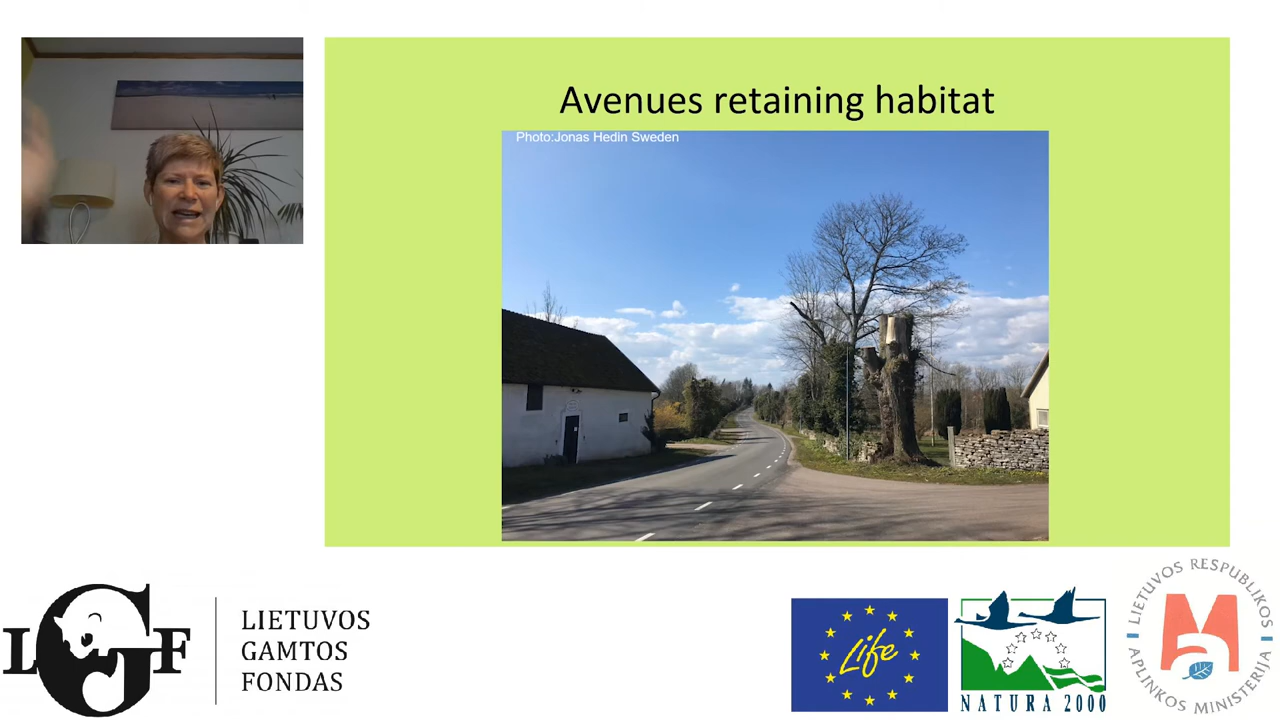 Avenues retaining habitat
Photo:Jonas Hedin Sweden
LGF
LIETUVOS
GAMTOS
FONDAS
Life
NATURA 2000
LIETUVOS RESPUBLIKOS
APLINKOS MINISTERIJA